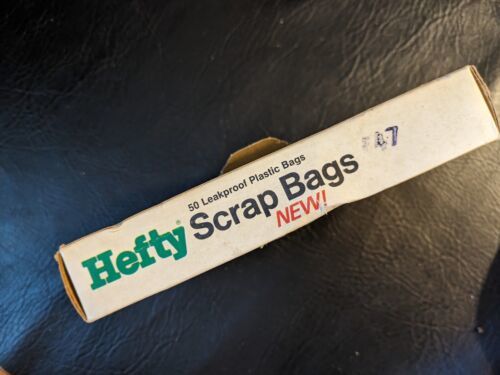 50 Leakproof Plastic Bags
Hefty® Scrap Bags
NEW!